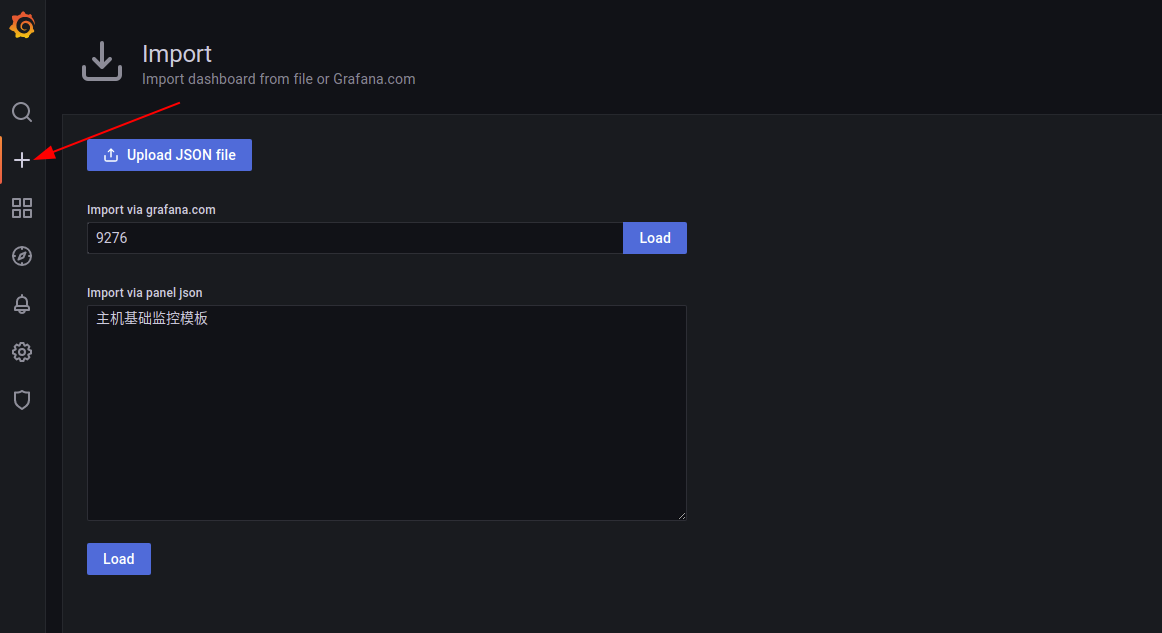 Import
Import dashboard from file or Grafana.com
Upload JSON file
Import via grafana.com
9276
Load
Import via panel json
主机基础监控模板
Load